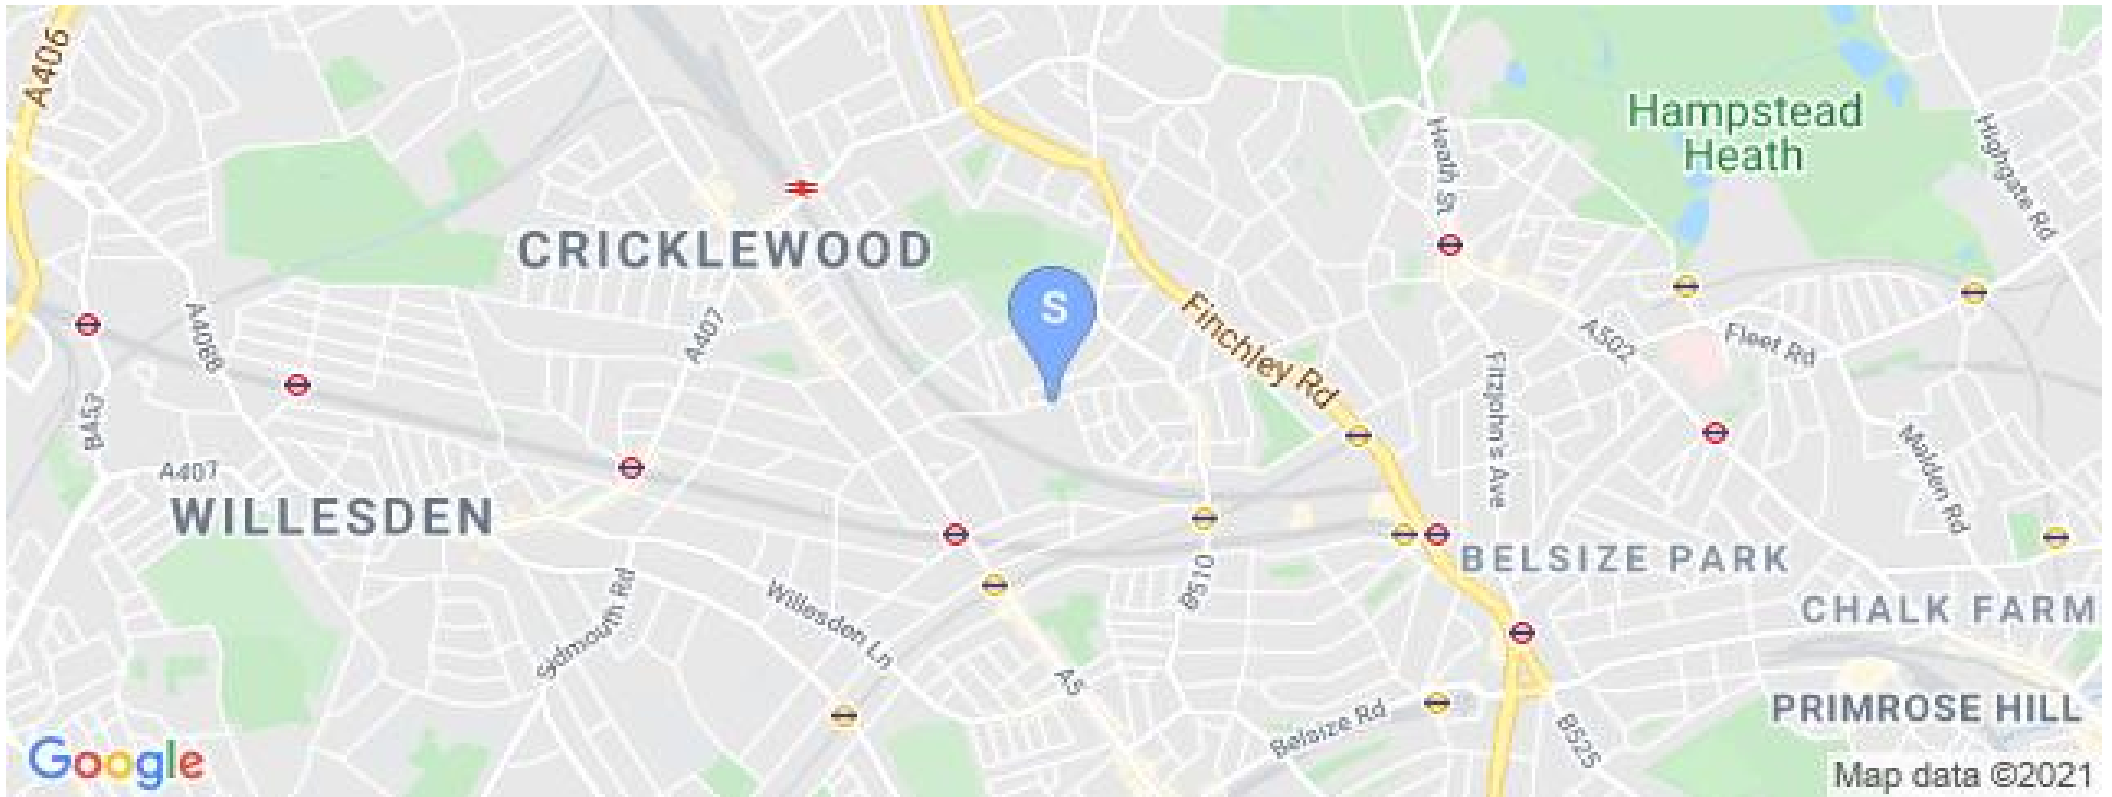 A406
Hampstead
Heath
Heath St.
Highgate Rd
CRICKLEWOOD
S
A4088
A407
Finchley Rd
A502
Fleet Rd
B453
Fitzjohn's Ave
A407
Malden Rd
WILLESDEN
BELSIZE PARK
B510
Sydmouth Rd
Willesden Ln
CHALK FARM
A5
PRIMROSE HILL
Belsize Rd
B525
Google
Map data ©2021